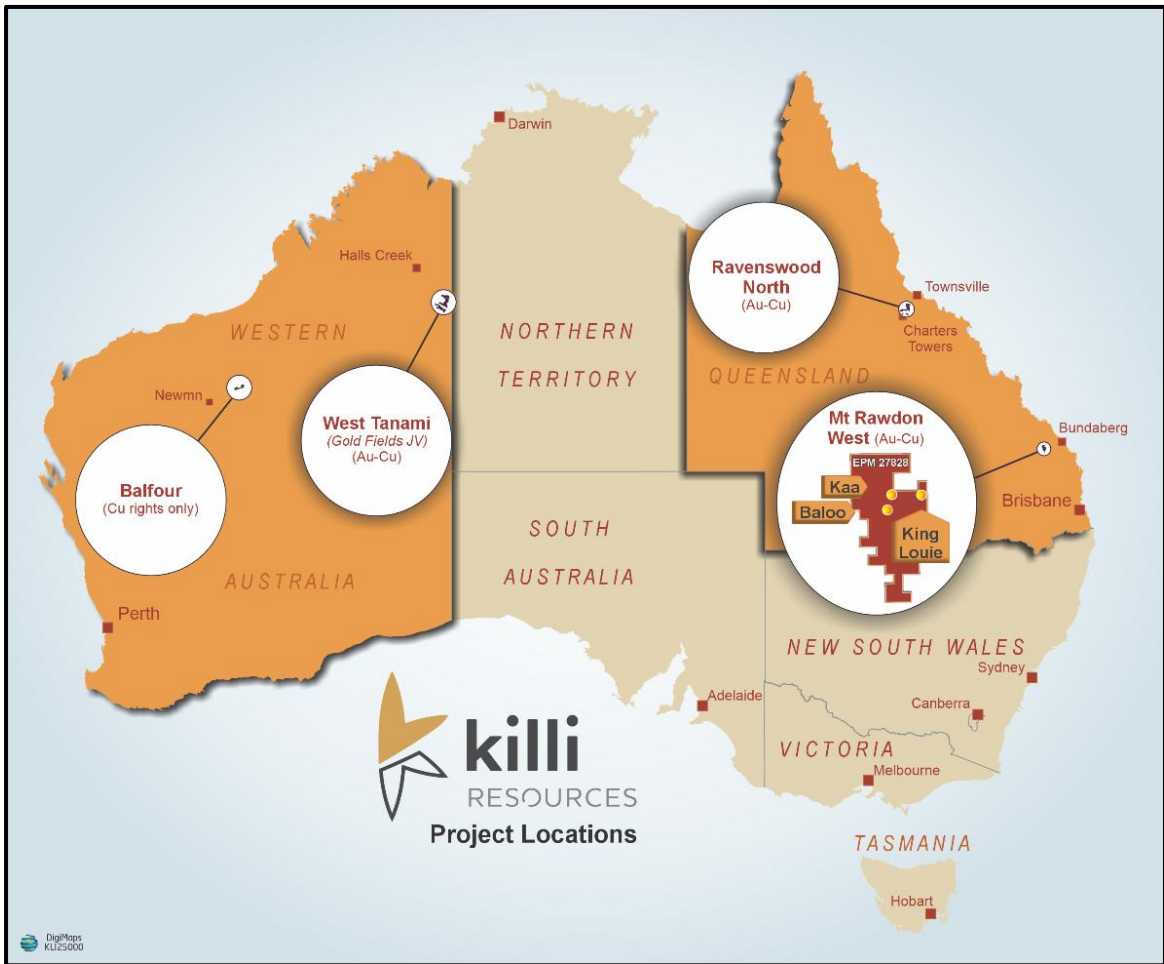 Darwin
Halls Creek
WESTERN
AUSTRALIA
Newmn
Balfour
(Cu rights only)
West Tanami
(Gold Fields JV)
(Au-Cu)
Perth
NORTHERN
TERRITORY
SOUTH
AUSTRALIA
Adelaide
Ravenswood
North
(Au-Cu)
Townsville
Charters
Towers
QUEENSLAND
Mt Rawdon
West (Au-Cu)
EPM 27828
Kaa
Baloo
King
Louie
Bundaberg
Brisbane
NEW SOUTH WALES
Sydney
Canberra
VICTORIA
Melbourne
TASMANIA
Hobart
killi
RESOURCES
Project Locations
DigiMaps
KLI25000